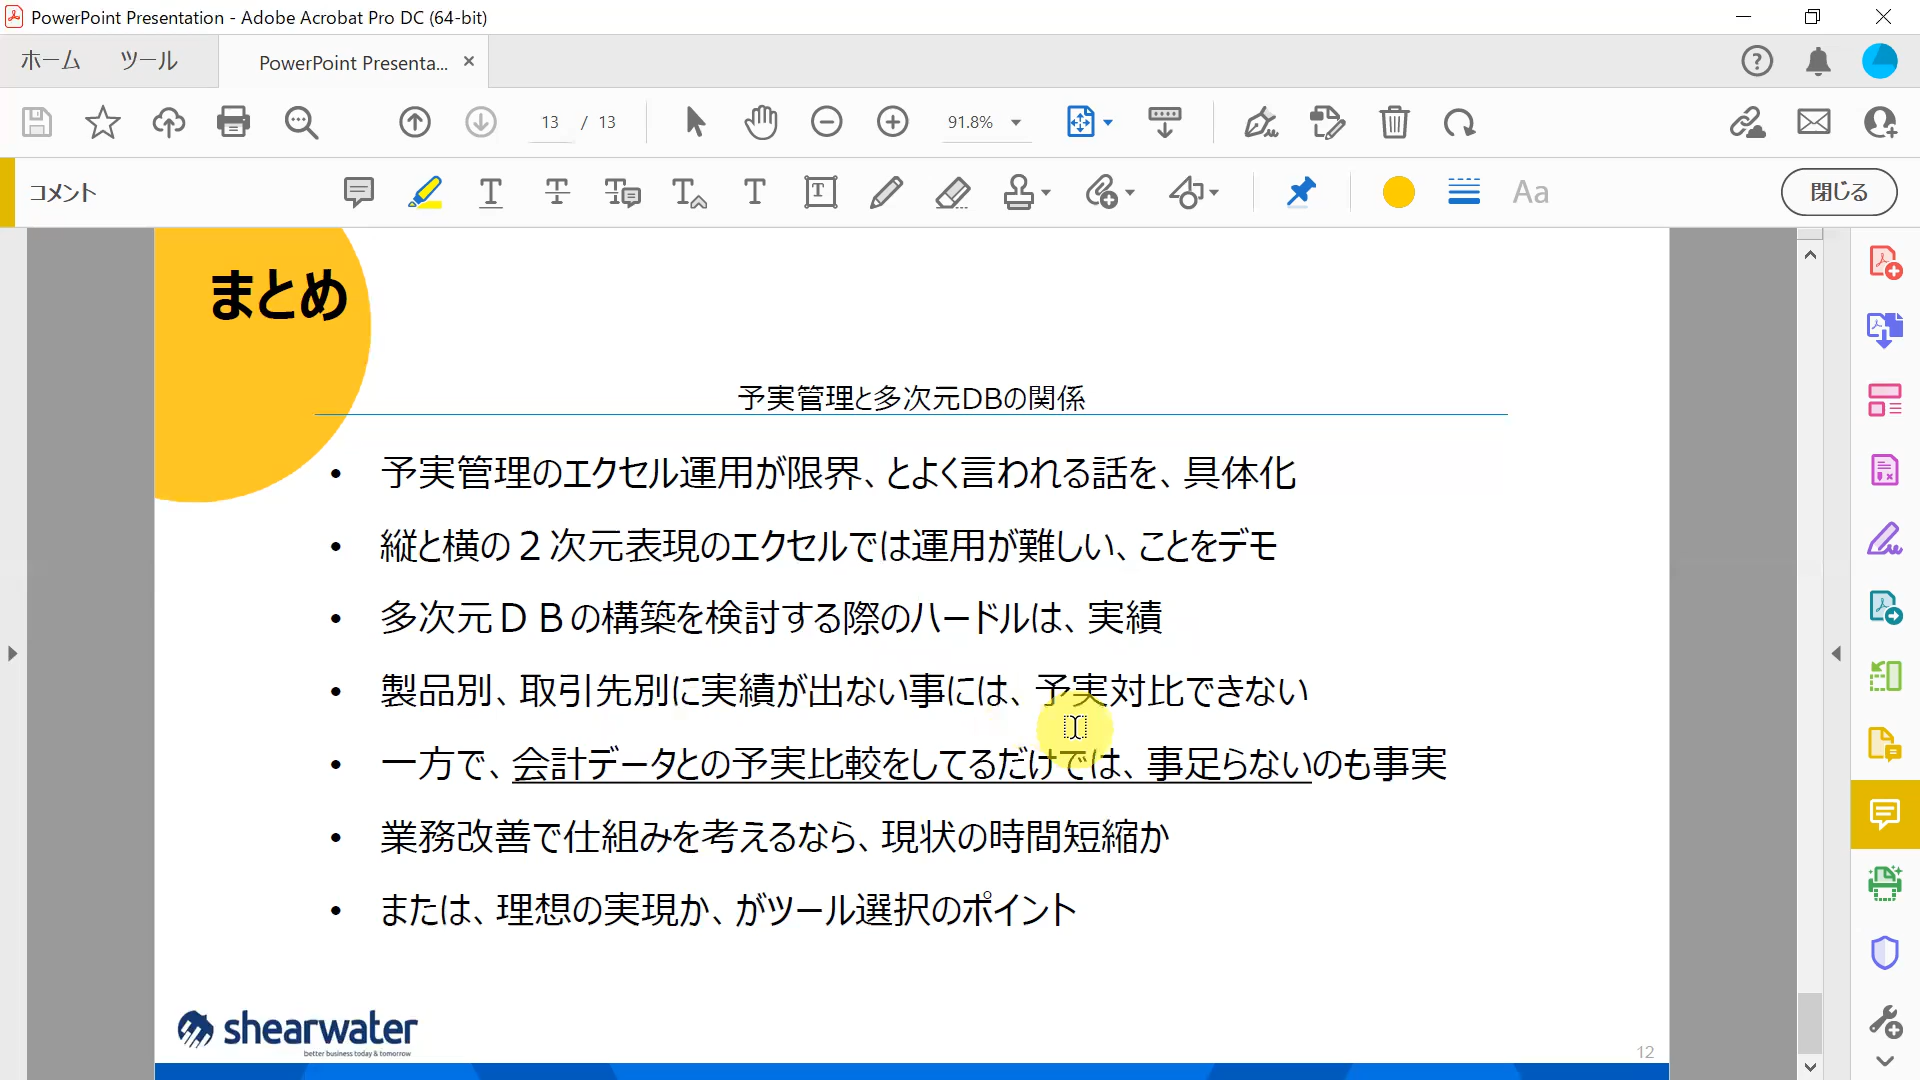 PowerPoint Presentation - Adobe Acrobat Pro DC (64-bit)
ホーム ツール PowerPoint Presenta... ×
13 / 13 91.8%
コメント Aa 閉じる
まとめ
予実管理と多次元DBの関係
• 予実管理のエクセル運用が限界、とよく言われる話を、具体化
• 縦と横の２次元表現のエクセルでは運用が難しい、ことをデモ
• 多次元ＤＢの構築を検討する際のハードルは、実績
• 製品別、取引先別に実績が出ない事には、予実対比できない
• 一方で、会計データとの予実比較をしてるだけでは、事足らないのも事実
• 業務改善で仕組みを考えるなら、現状の時間短縮か
• または、理想の実現か、がツール選択のポイント
shearwater
better business today & tomorrow
12